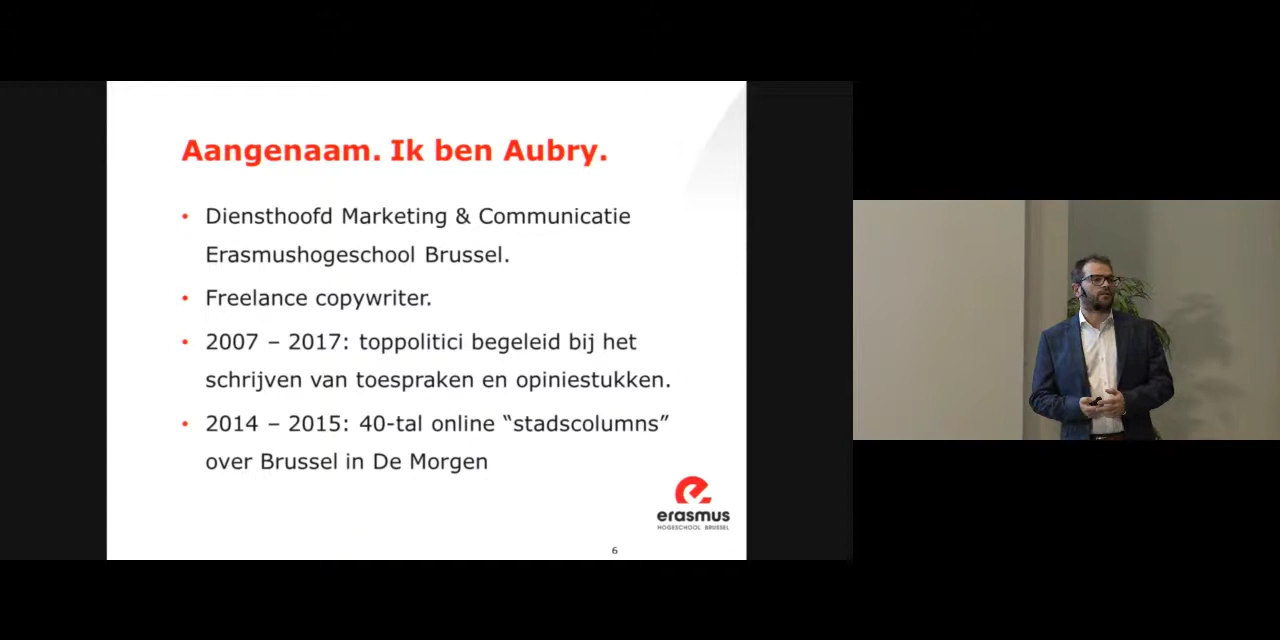 Aangenaam. Ik ben Aubry.
• Diensthoofd Marketing & Communicatie
Erasmushogeschool Brussel.
• Freelance copywriter.
• 2007 – 2017: toppolitici begeleid bij het
schrijven van toespraken en opiniestukken.
• 2014 – 2015: 40-tal online “stadscolumns”
over Brussel in De Morgen
erasmus
HOGESCHOOL BRUSSEL
6